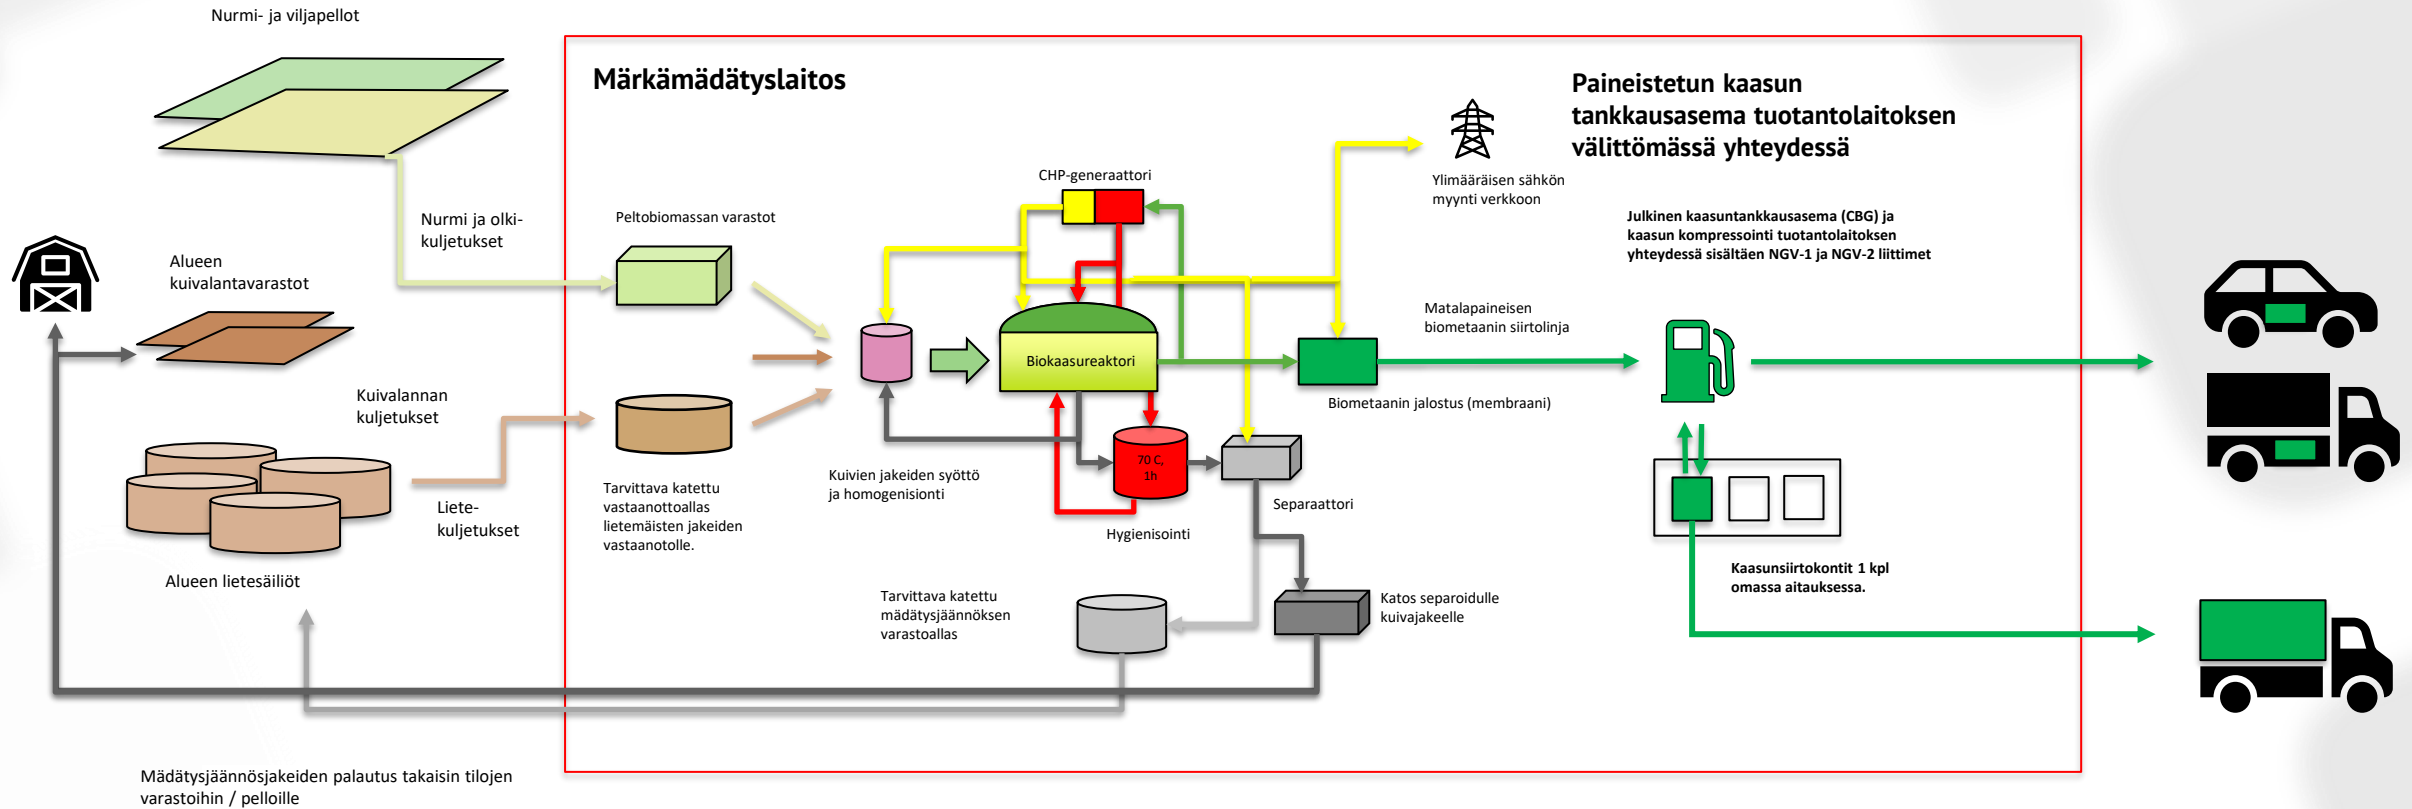 Nurmi- ja viljapellot
Märkämädätyslaitos
Paineistetun kaasun
tankkausasema tuotantolaitoksen
välittömässä yhteydessä
CHP-generaattori
Ylimääräisen sähkön
myynti verkkoon
Nurmi ja olki-
kuljetukset
Peltobiomassan varastot
Julkinen kaasuntankkausasema (CBG) ja
kaasun kompressointi tuotantolaitoksen
yhteydessä sisältäen NGV-1 ja NGV-2 liittimet
Alueen
kuivalantavarastot
Matalapaineisen
biometaanin siirtolinja
Biokaasureaktori
Biometaanin jalostus (membraani)
Kuivalannan
kuljetukset
70 C,
1h
Kuivien jakeiden syöttö
ja homogenisionti
Separaattori
Tarvittava katettu
vastaanottoallas
lietemäisten jakeiden
vastaanotolle.
Liete-
kuljetukset
Hygienisointi
Alueen lietesäiliöt
Kaasunsiirtokontit 1 kpl
omassa aitauksessa.
Tarvittava katettu
mädätysjäännöksen
varastoallas
Katos separoidulle
kuivajakeelle
Mädätysjäännösjakeiden palautus takaisin tilojen
varastoihin / pelloille